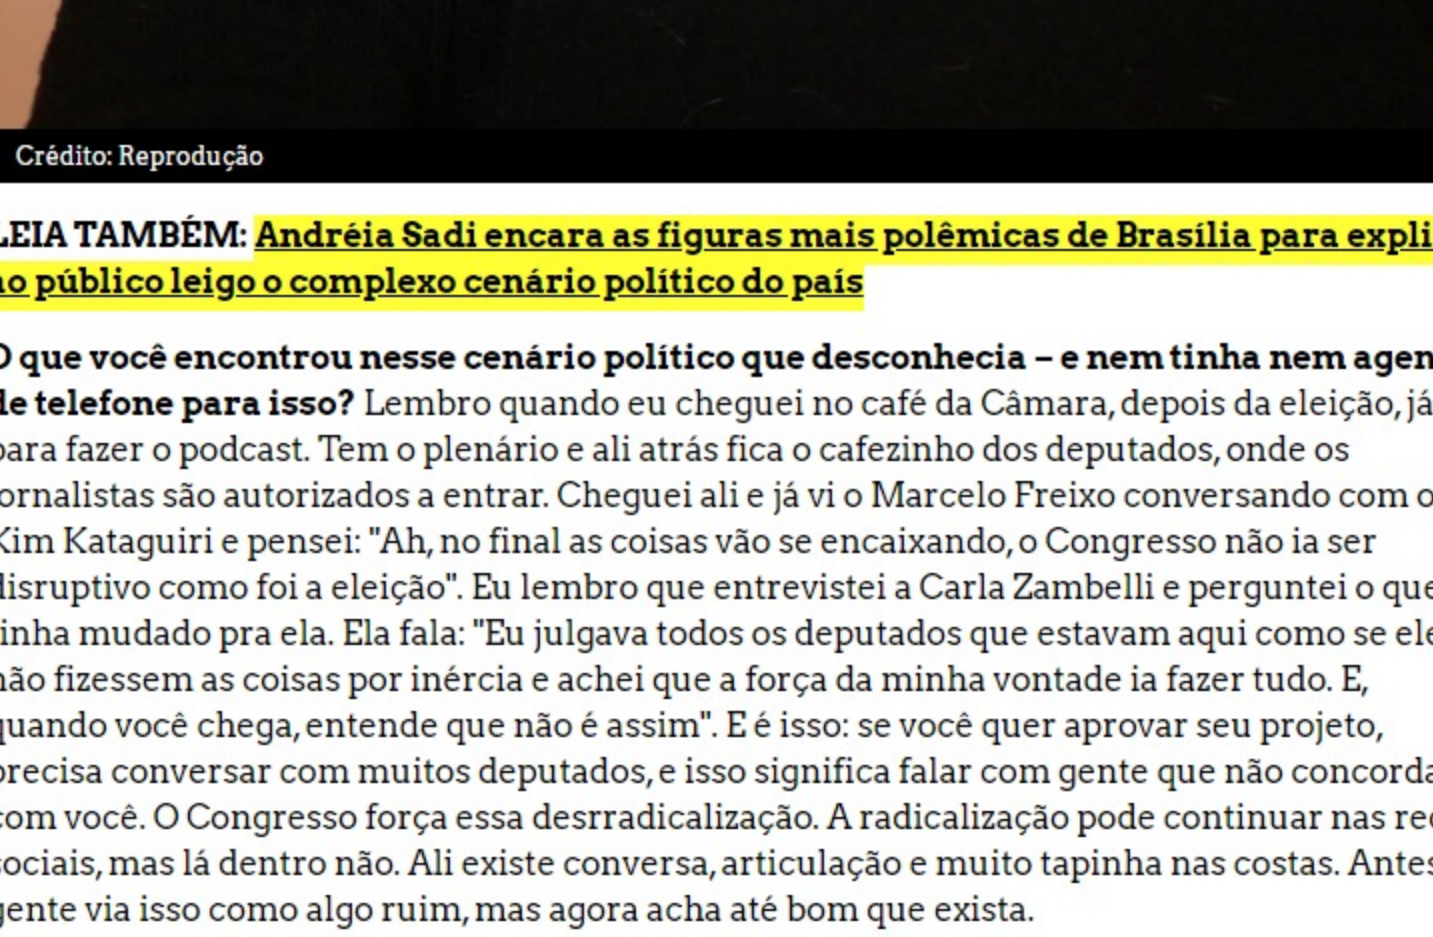 Crédito: Reprodução
LEIA TAMBÉM: Andréia Sadi encara as figuras mais polêmicas de Brasília para expli
ao público leigo o complexo cenário político do país
O que você encontrou nesse cenário político que desconhecia – e nem tinha nem agen
de telefone para isso? Lembro quando eu cheguei no café da Câmara, depois da eleição, já
para fazer o podcast. Tem o plenário e ali atrás fica o cafezinho dos deputados, onde os
jornalistas são autorizados a entrar. Cheguei ali e já vi o Marcelo Freixo conversando com o
Kim Kataguiri e pensei: "Ah, no final as coisas vão se encaixando, o Congresso não ia ser
disruptivo como foi a eleição". Eu lembro que entrevistei a Carla Zambelli e perguntei o que
tinha mudado pra ela. Ela fala: "Eu julgava todos os deputados que estavam aqui como se ele
não fizessem as coisas por inércia e achei que a força da minha vontade ia fazer tudo. E,
quando você chega, entende que não é assim". E é isso: se você quer aprovar seu projeto,
precisa conversar com muitos deputados, e isso significa falar com gente que não concorda
com você. O Congresso força essa desrradicalização. A radicalização pode continuar nas red
sociais, mas lá dentro não. Ali existe conversa, articulação e muito tapinha nas costas. Antes
gente via isso como algo ruim, mas agora acha até bom que exista.